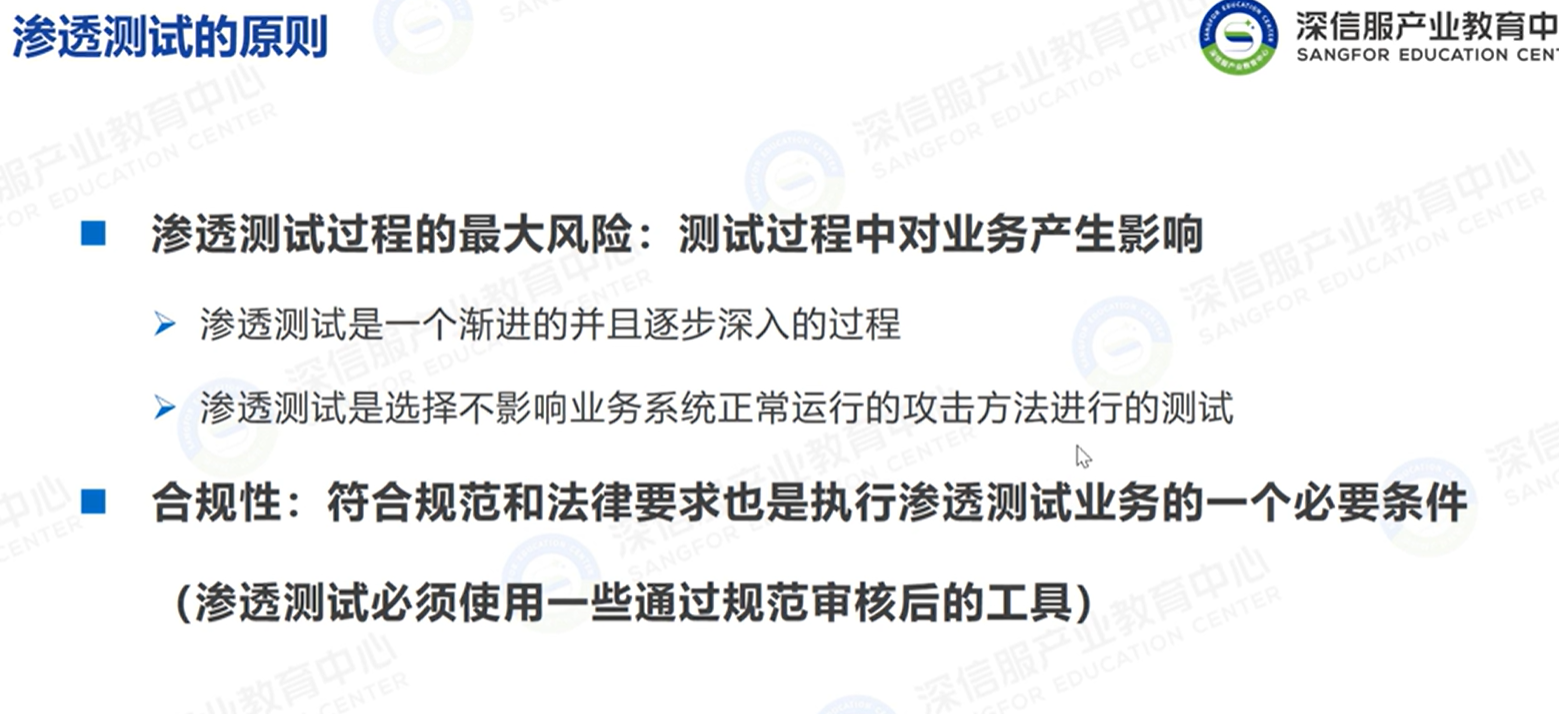 渗透测试的原则
深信服产业教育中
SANGFOR EDUCATION CEN
渗透测试过程的最大风险：测试过程中对业务产生影响
渗透测试是一个渐进的并且逐步深入的过程
渗透测试是选择不影响业务系统正常运行的攻击方法进行的测试
合规性：符合规范和法律要求也是执行渗透测试业务的一个必要条件
（渗透测试必须使用一些通过规范审核后的工具）